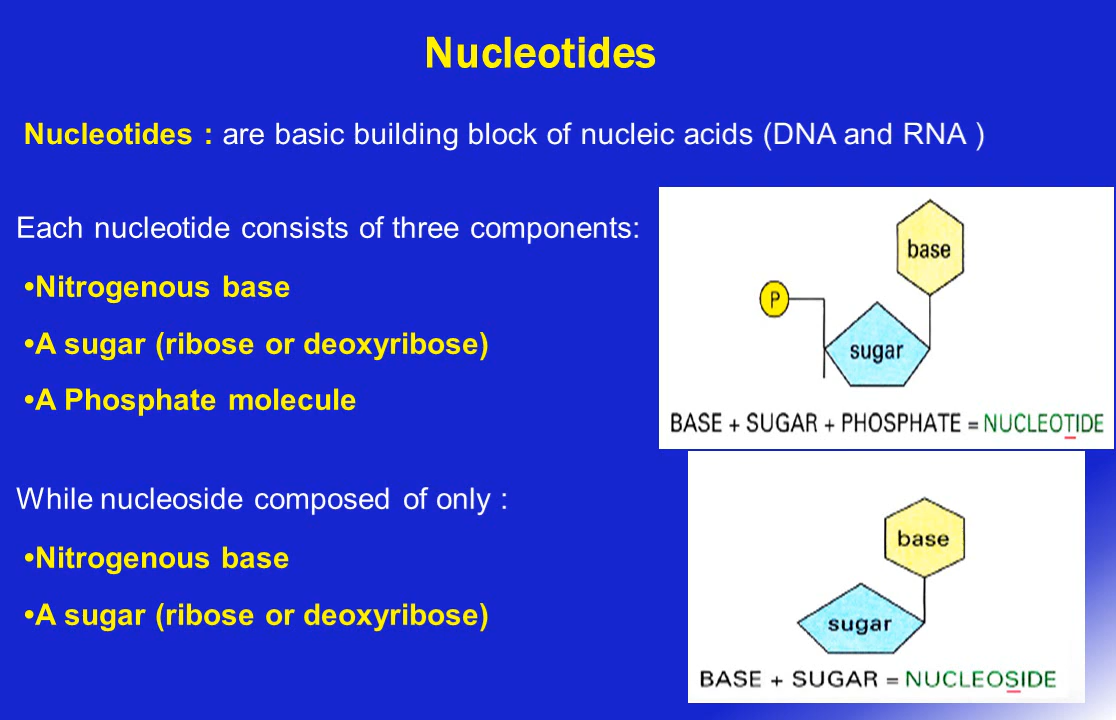 Nucleotides
Nucleotides : are basic building block of nucleic acids (DNA and RNA )
Each nucleotide consists of three components:
•Nitrogenous base
•A sugar (ribose or deoxyribose)
•A Phosphate molecule
base
P
sugar
BASE + SUGAR + PHOSPHATE = NUCLEOTIDE
While nucleoside composed of only :
•Nitrogenous base
•A sugar (ribose or deoxyribose)
base
sugar
BASE + SUGAR = NUCLEOSIDE